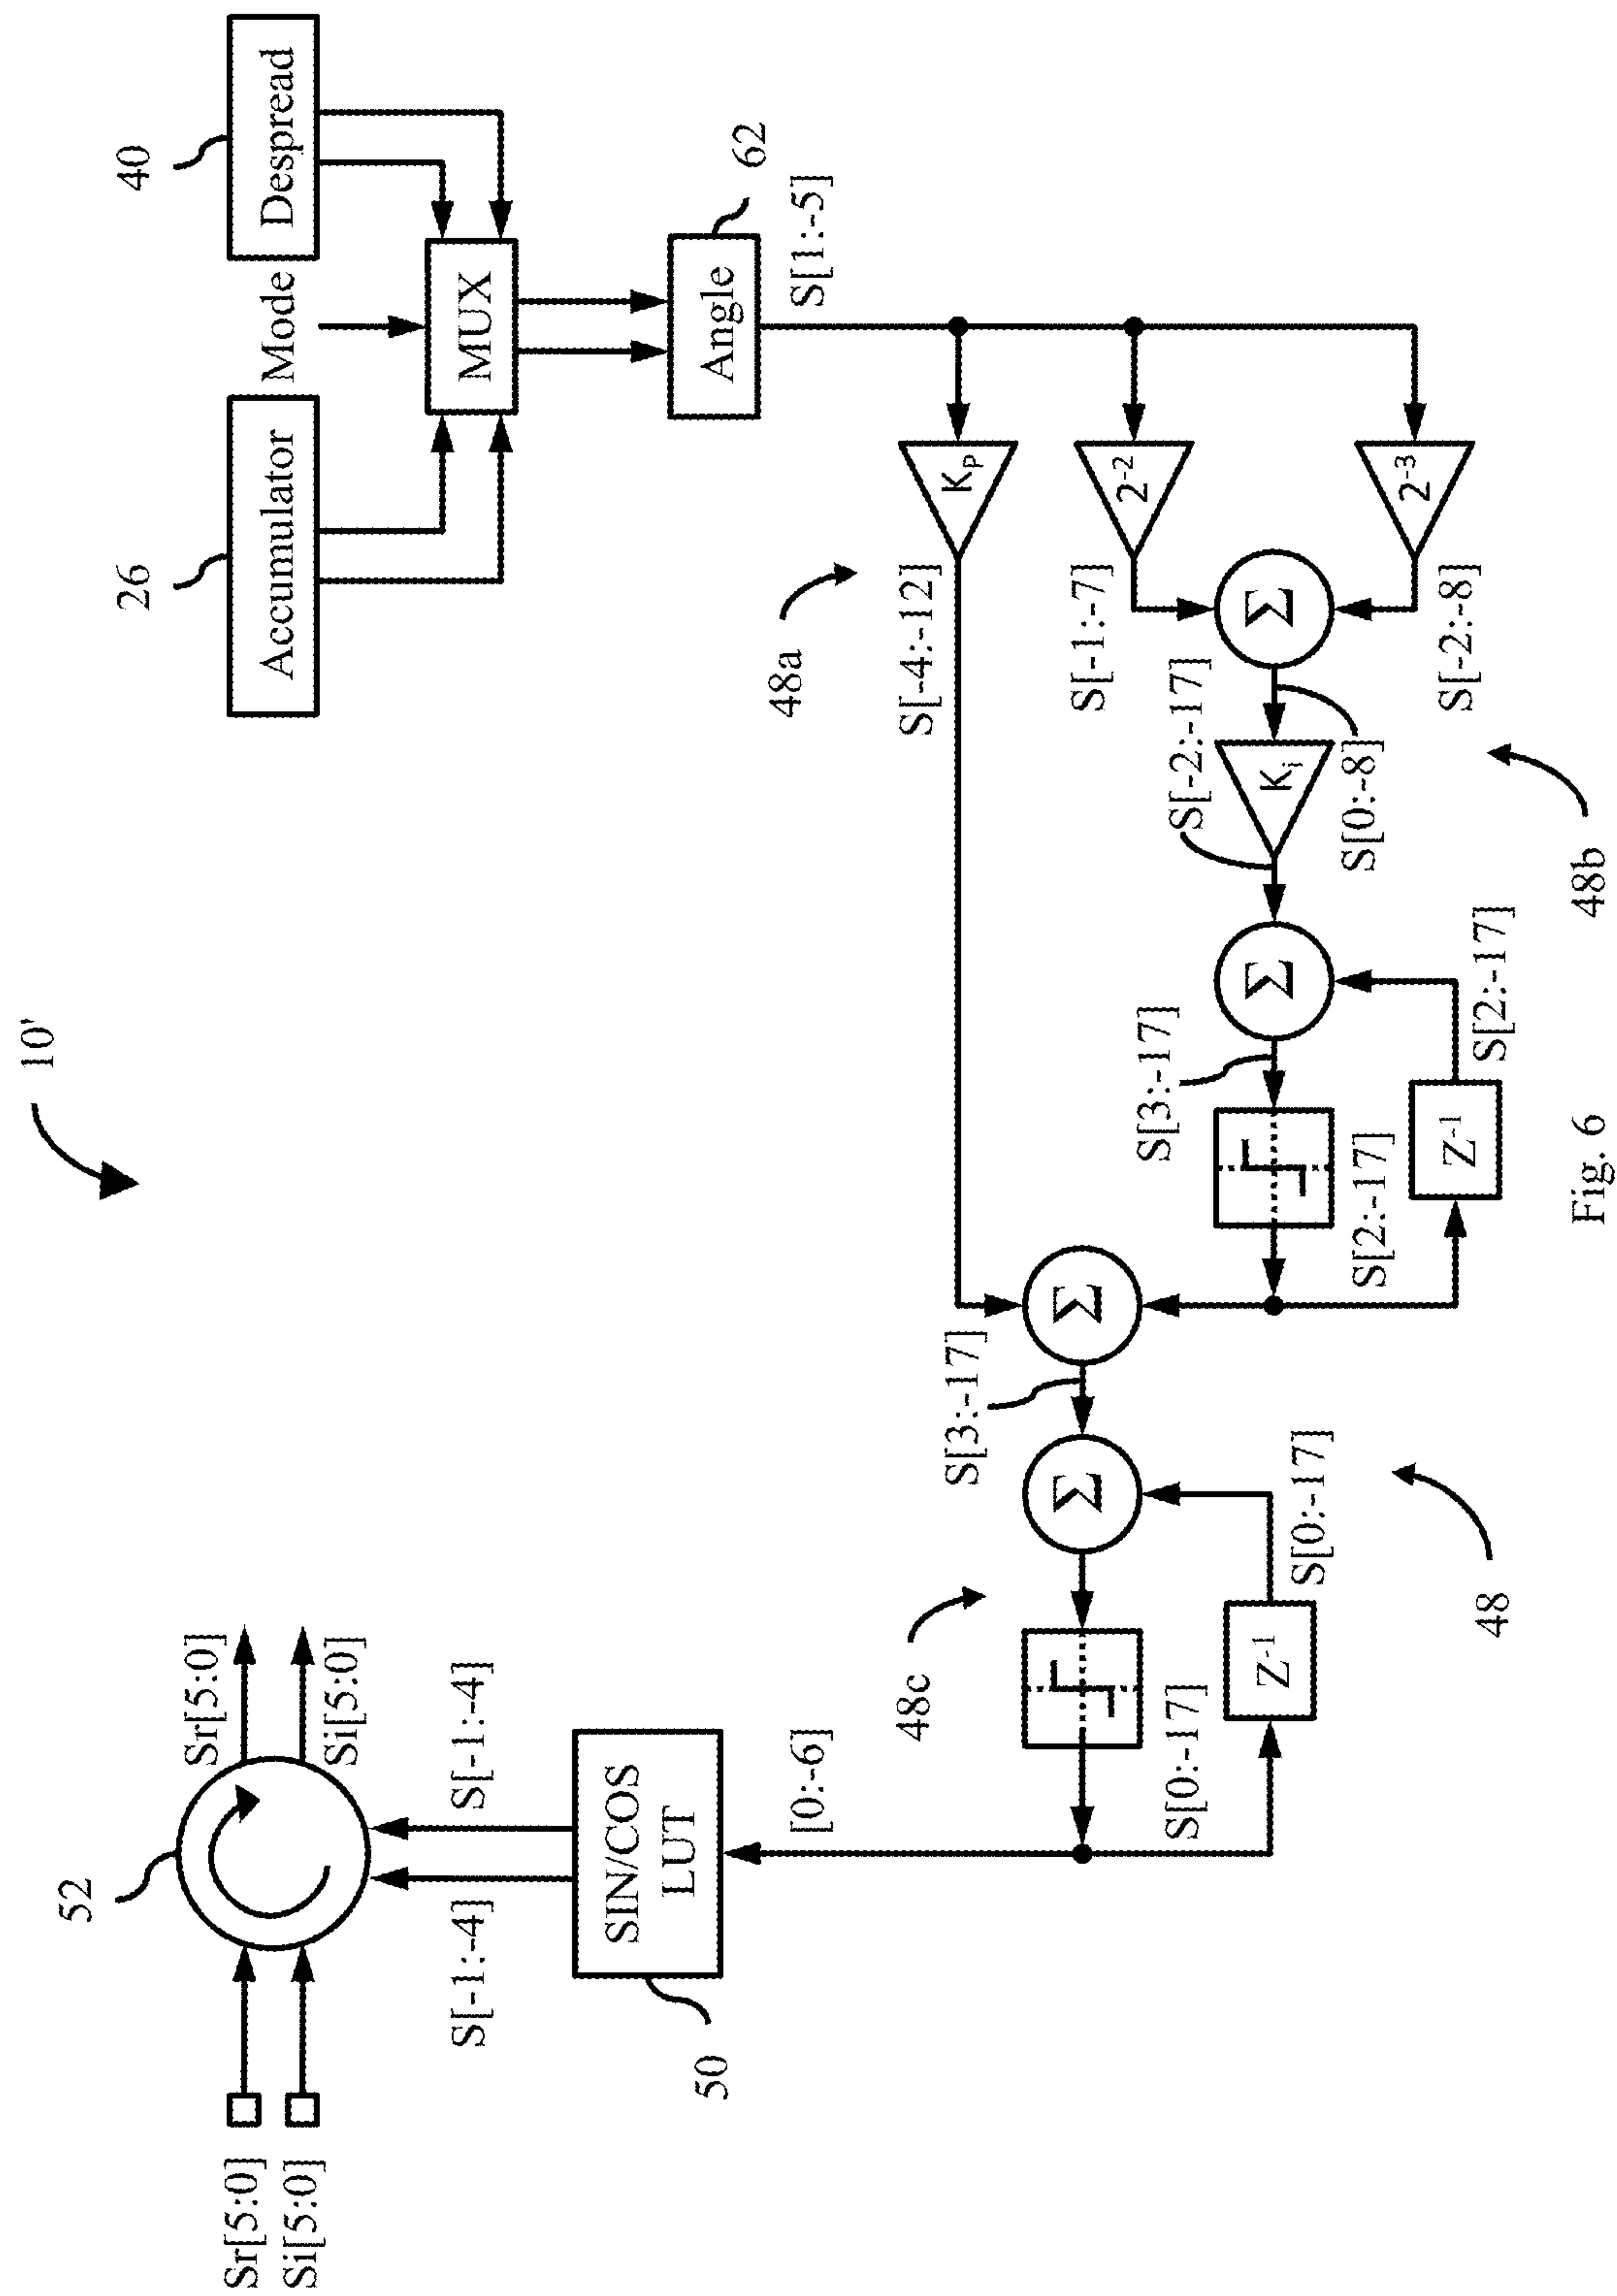 10'
Sr[5:0]
Si[5:0]
52
Sr[5:0]
Si[5:0]
S[-1:-4]
S[-1:-4]
50
SIN/COS
LUT
[0:-6]
48c
S[0:-17]
Z-1
S[0:-17]
48
S[3:-17]
Σ
Σ
S[2:-17]
Z-1
S[2:-17]
S[3:-17]
Σ
S[-2:-17]
Ki
S[0:-8]
48b
Σ
S[-4:-12]
48a
S[-1:-7]
S[-2:-8]
KP
2-2
2-3
26
Accumulator
Mode
40
Despread
MUX
Angle
62
S[1:-5]
Fig. 6